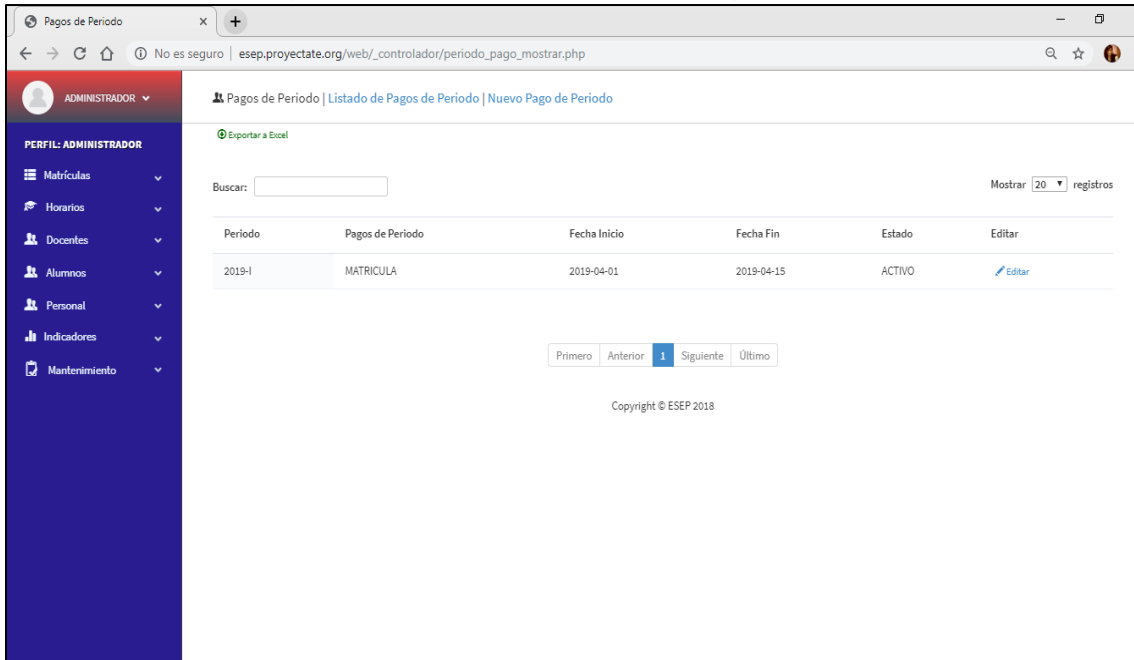 Pagos de Periodo
No es seguro | esep.proyectate.org/web/_controlador/periodo_pago_mostrar.php
ADMINISTRADOR
Pagos de Periodo | Listado de Pagos de Periodo | Nuevo Pago de Periodo
Exportar a Excel
PERFIL: ADMINISTRADOR
Matrículas
Horarios
Docentes
Alumnos
Personal
Indicadores
Mantenimiento
Buscar:
Mostrar 20 registros
Periodo Pagos de Periodo Fecha Inicio Fecha Fin Estado Editar
2019-I MATRICULA 2019-04-01 2019-04-15 ACTIVO Editar
Primero Anterior 1 Siguiente Último
Copyright © ESEP 2018